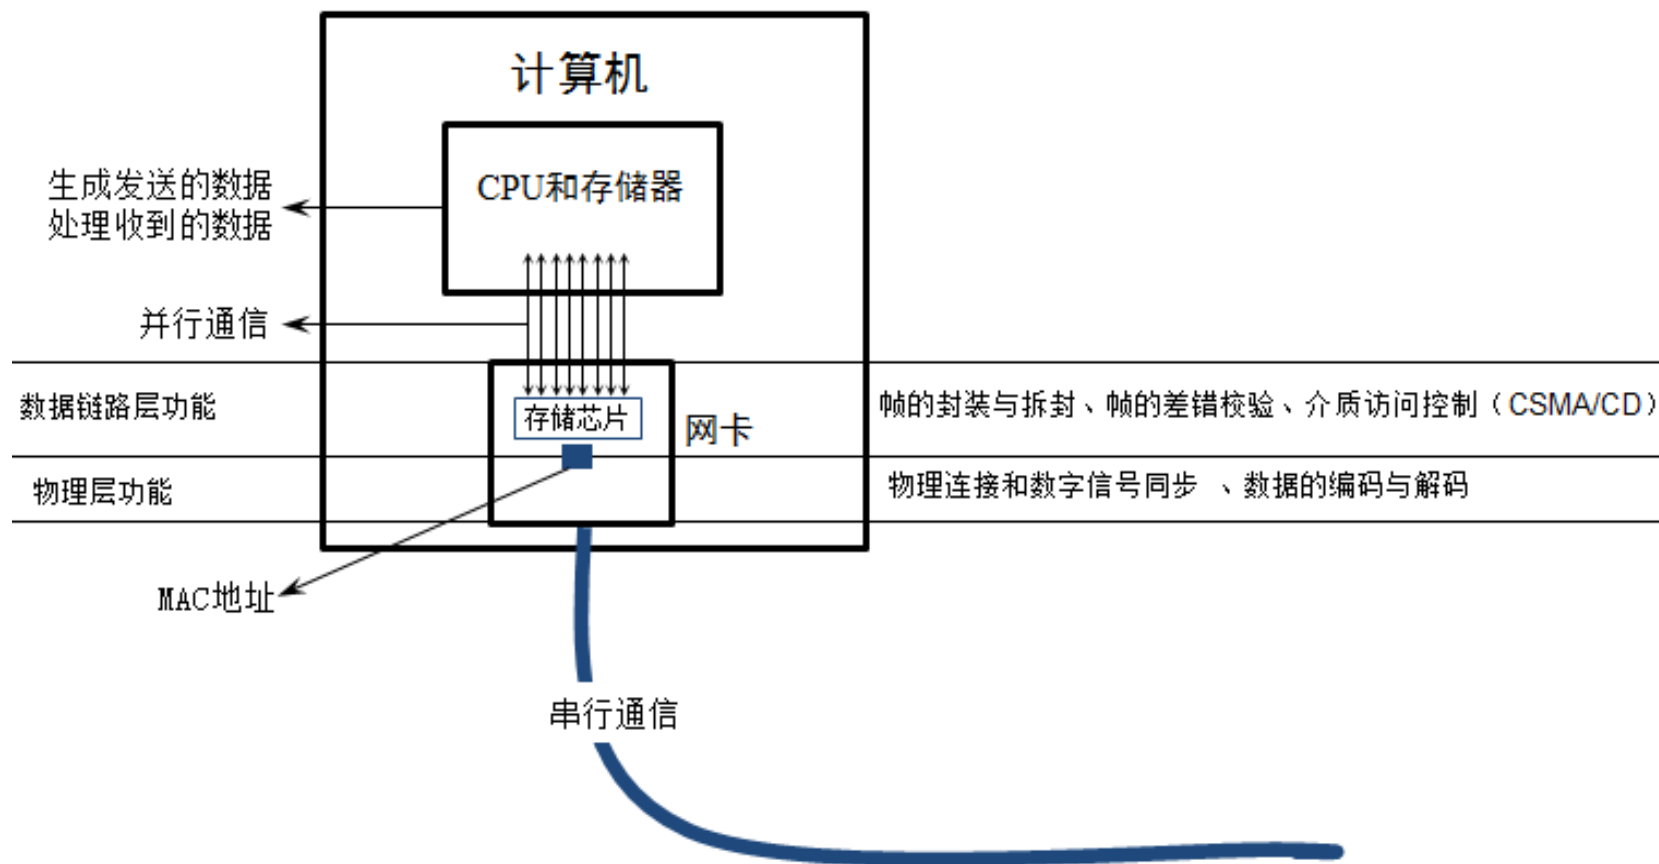 计算机
CPU和存储器
生成发送的数据
处理收到的数据
并行通信
数据链路层功能
存储芯片
网卡
帧的封装与拆封、帧的差错校验、介质访问控制（CSMA/CD）
物理层功能
物理连接和数字信号同步 、数据的编码与解码
MAC地址
串行通信